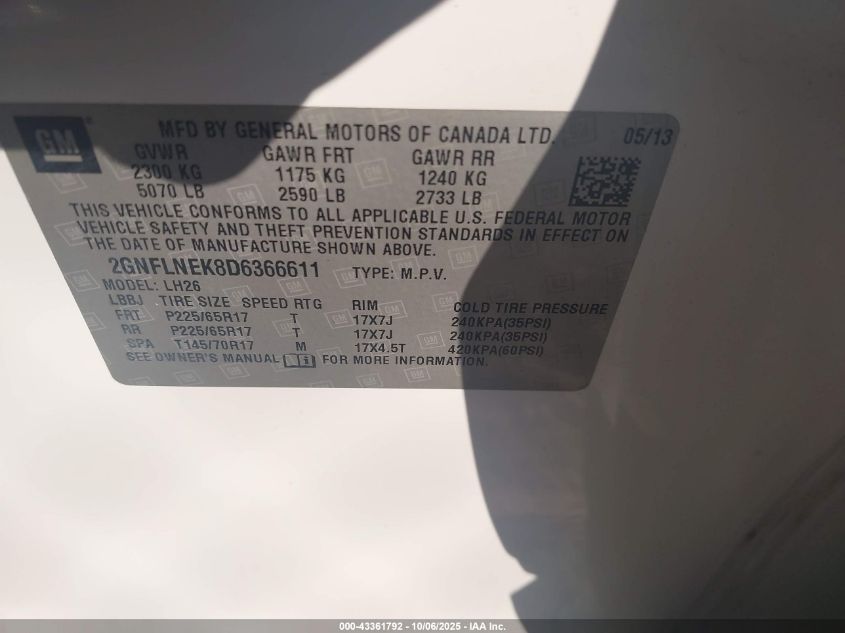 GM MFD BY GENERAL MOTORS OF CANADA LTD. 05/13
GVWR GAWR FRT GAWR RR
2300 KG 1175 KG 1240 KG
5070 LB 2590 LB 2733 LB
THIS VEHICLE CONFORMS TO ALL APPLICABLE U.S. FEDERAL MOTOR
VEHICLE SAFETY AND THEFT PREVENTION STANDARDS IN EFFECT ON
THE DATE OF MANUFACTURE SHOWN ABOVE.
2GNFLNEK8D6366611 TYPE: M.P.V.
MODEL: LH26
LBBJ TIRE SIZE SPEED RTG RIM COLD TIRE PRESSURE
FRT P225/65R17 T 17X7J 240KPA(35PSI)
RR P225/65R17 T 17X7J 240KPA(35PSI)
SPA T145/70R17 M 17X4.5T 420KPA(60PSI)
SEE OWNER'S MANUAL FOR MORE INFORMATION.
000-43361792 - 10/06/2025 - IAA Inc.